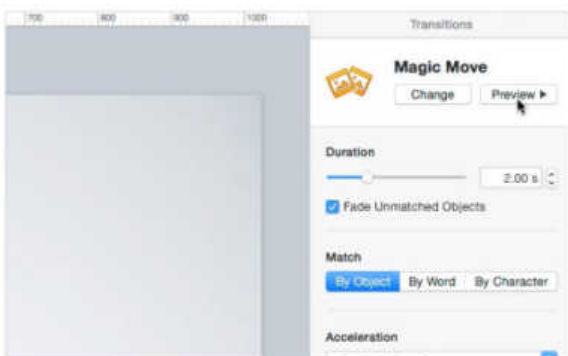 700 800 900 1000
Transitions
Magic Move
Change Preview
Duration
2.00 s
Fade Unmatched Objects
Match
By Object By Word By Character
Acceleration